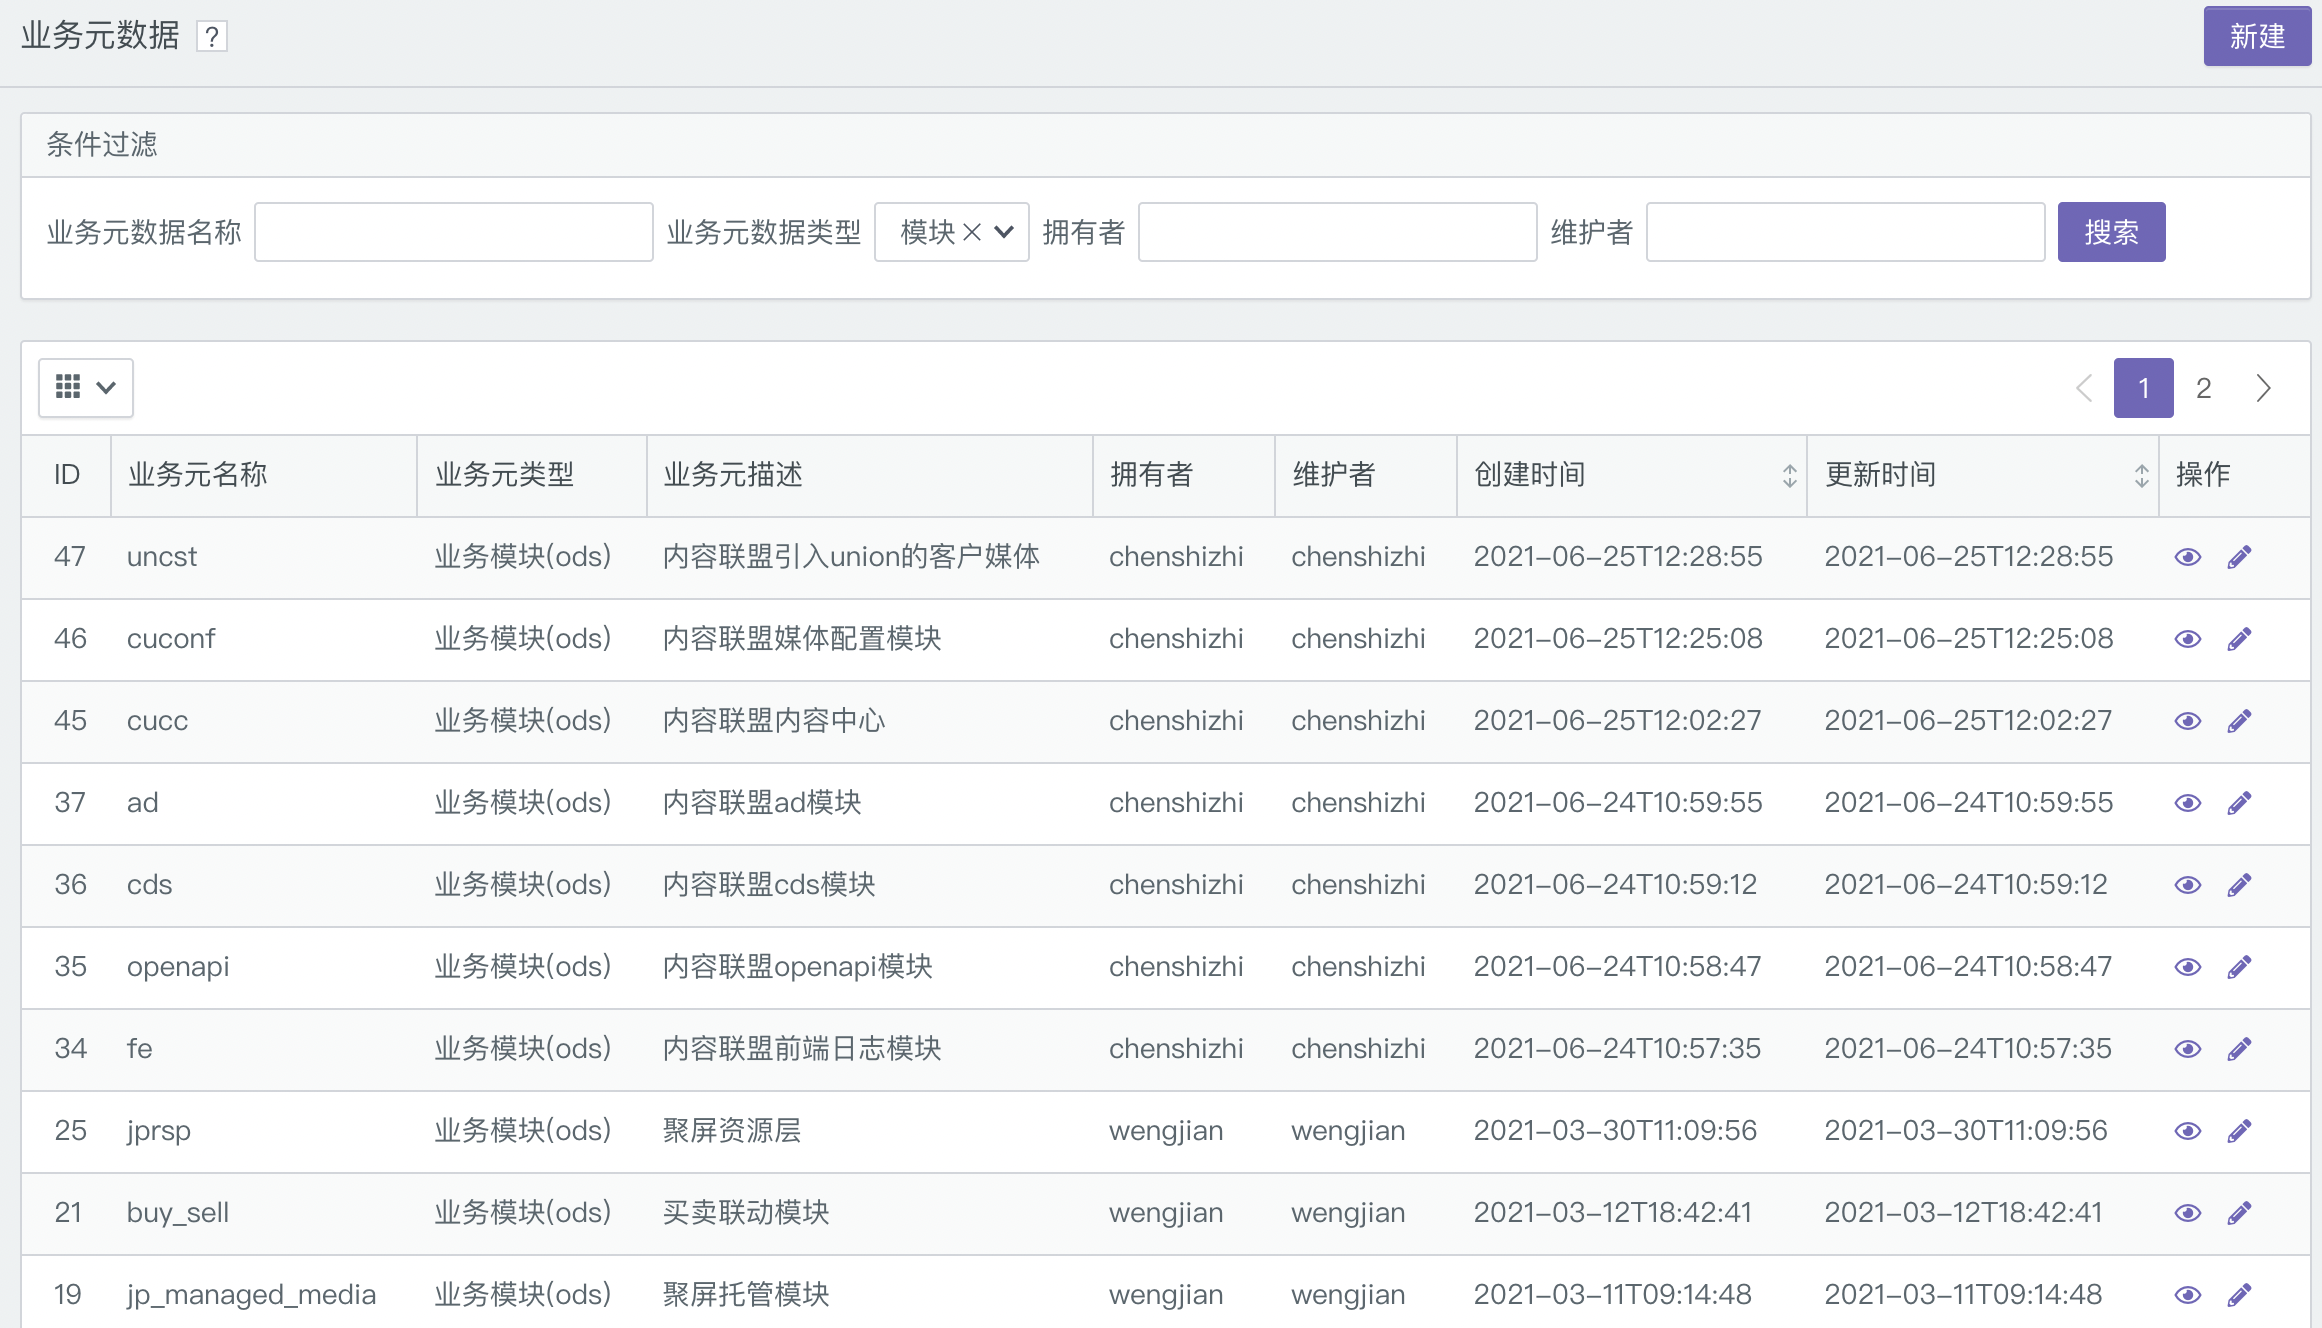 业务元数据 ?
新建
条件过滤
业务元数据名称 业务元数据类型 模块 拥有者 维护者 搜索
1 2
ID 业务元名称 业务元类型 业务元描述 拥有者 维护者 创建时间 更新时间 操作
47 uncst 业务模块(ods) 内容联盟引入union的客户媒体 chenshizhi chenshizhi 2021-06-25T12:28:55 2021-06-25T12:28:55
46 cuconf 业务模块(ods) 内容联盟媒体配置模块 chenshizhi chenshizhi 2021-06-25T12:25:08 2021-06-25T12:25:08
45 cucc 业务模块(ods) 内容联盟内容中心 chenshizhi chenshizhi 2021-06-25T12:02:27 2021-06-25T12:02:27
37 ad 业务模块(ods) 内容联盟ad模块 chenshizhi chenshizhi 2021-06-24T10:59:55 2021-06-24T10:59:55
36 cds 业务模块(ods) 内容联盟cds模块 chenshizhi chenshizhi 2021-06-24T10:59:12 2021-06-24T10:59:12
35 openapi 业务模块(ods) 内容联盟openapi模块 chenshizhi chenshizhi 2021-06-24T10:58:47 2021-06-24T10:58:47
34 fe 业务模块(ods) 内容联盟前端日志模块 chenshizhi chenshizhi 2021-06-24T10:57:35 2021-06-24T10:57:35
25 jprsp 业务模块(ods) 聚屏资源层 wengjian wengjian 2021-03-30T11:09:56 2021-03-30T11:09:56
21 buy_sell 业务模块(ods) 买卖联动模块 wengjian wengjian 2021-03-12T18:42:41 2021-03-12T18:42:41
19 jp_managed_media 业务模块(ods) 聚屏托管模块 wengjian wengjian 2021-03-11T09:14:48 2021-03-11T09:14:48